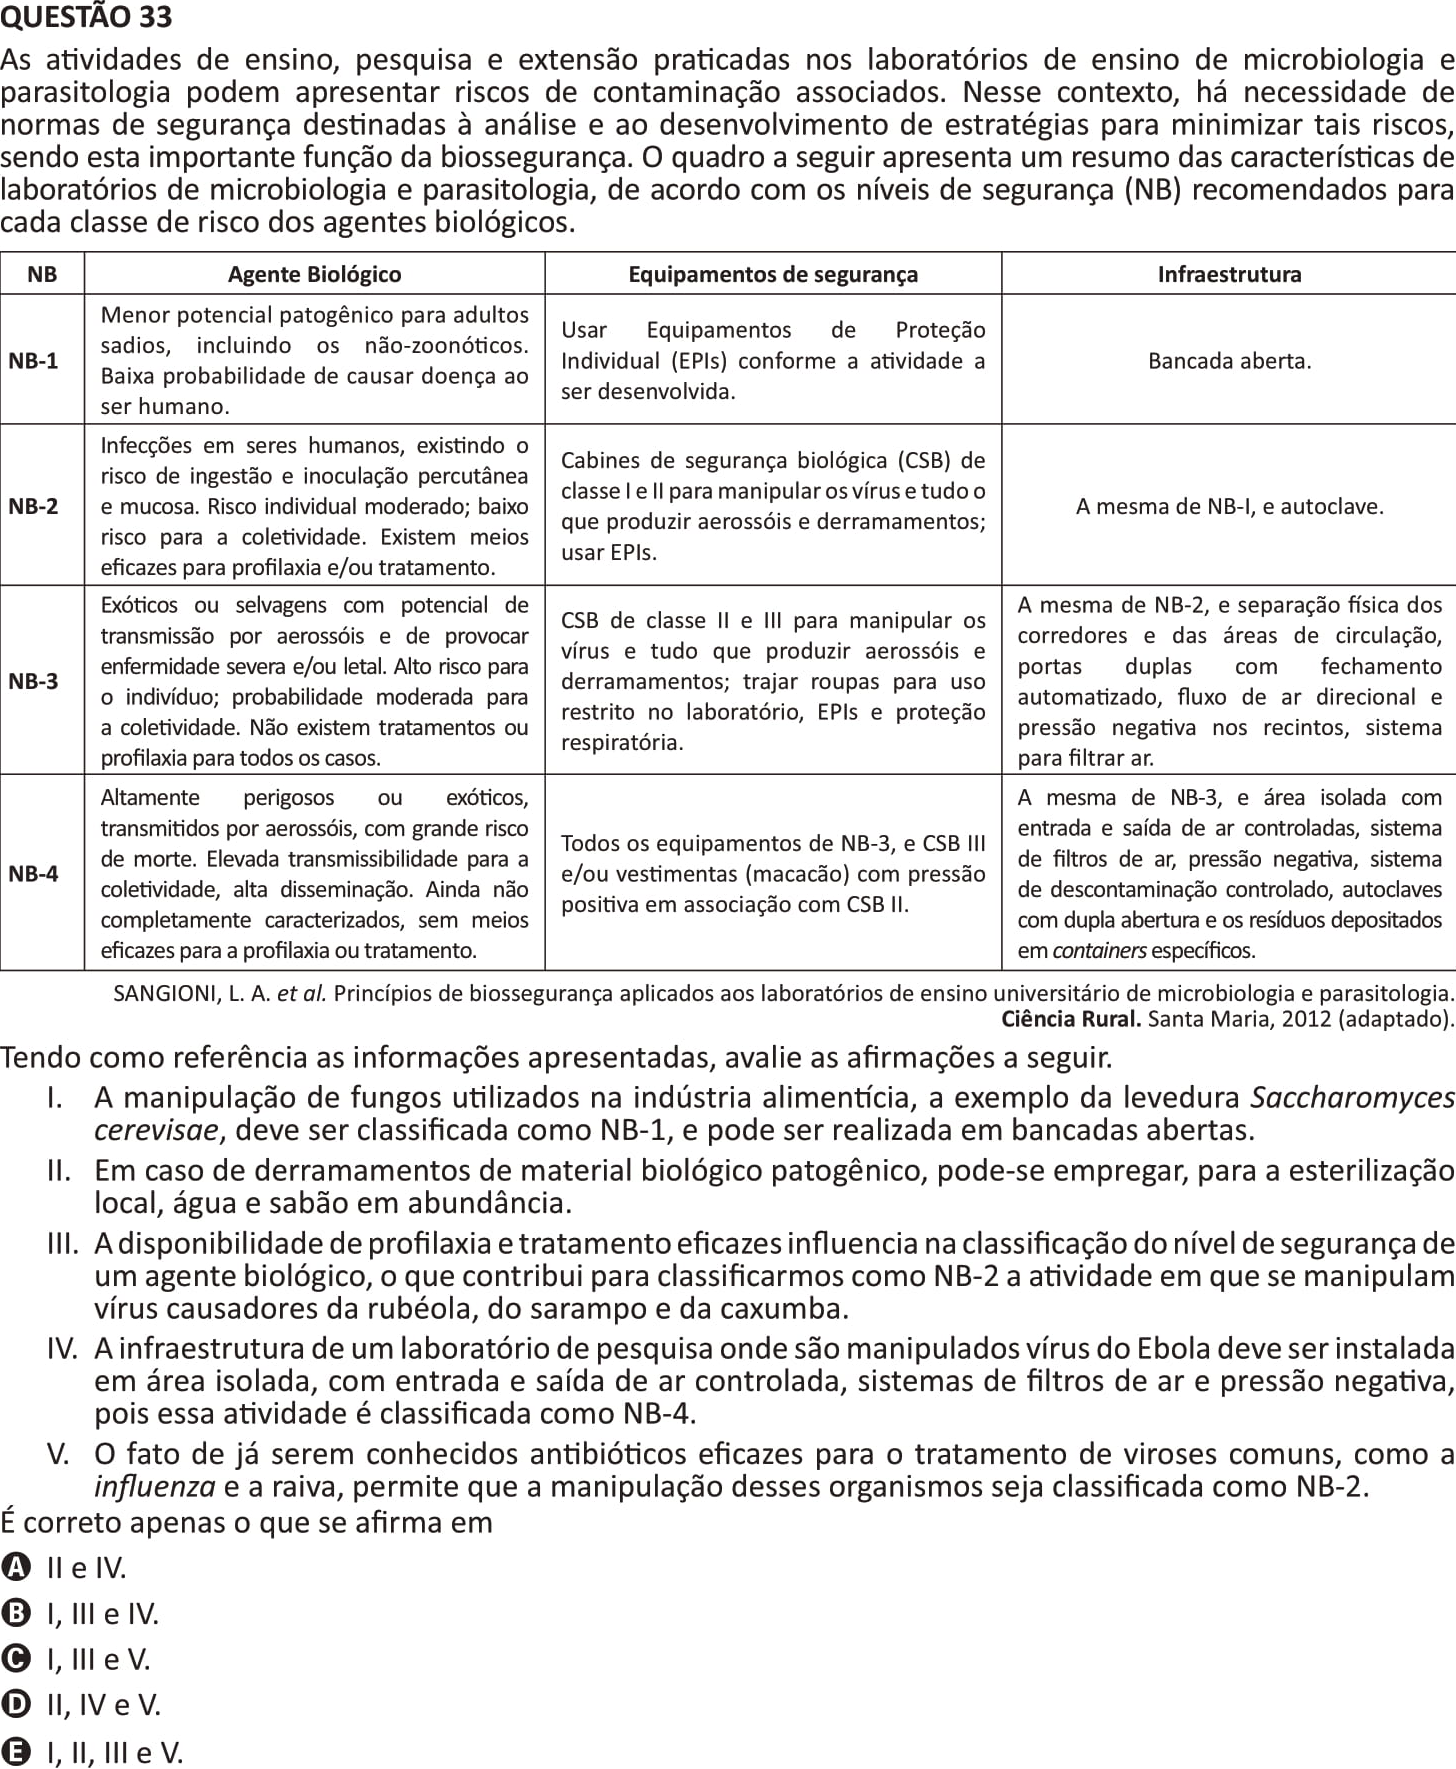 QUESTÃO 33
As atividades de ensino, pesquisa e extensão praticadas nos laboratórios de ensino de microbiologia e
parasitologia podem apresentar riscos de contaminação associados. Nesse contexto, há necessidade de
normas de segurança destinadas à análise e ao desenvolvimento de estratégias para minimizar tais riscos,
sendo esta importante função da biossegurança. O quadro a seguir apresenta um resumo das características de
laboratórios de microbiologia e parasitologia, de acordo com os níveis de segurança (NB) recomendados para
cada classe de risco dos agentes biológicos.
NB Agente Biológico Equipamentos de segurança Infraestrutura
NB-1
Menor potencial patogênico para adultos
sadios, incluindo os não-zoonóticos.
Baixa probabilidade de causar doença ao
ser humano.
Usar Equipamentos de Proteção
Individual (EPIs) conforme a atividade a
ser desenvolvida.
Bancada aberta.
NB-2
Infecções em seres humanos, existindo o
risco de ingestão e inoculação percutânea
e mucosa. Risco individual moderado; baixo
risco para a coletividade. Existem meios
eficazes para profilaxia e/ou tratamento.
Cabines de segurança biológica (CSB) de
classe I e II para manipular os vírus e tudo o
que produzir aerossóis e derramamentos;
usar EPIs.
A mesma de NB-I, e autoclave.
NB-3
Exóticos ou selvagens com potencial de
transmissão por aerossóis e de provocar
enfermidade severa e/ou letal. Alto risco para
o indivíduo; probabilidade moderada para
a coletividade. Não existem tratamentos ou
profilaxia para todos os casos.
CSB de classe II e III para manipular os
vírus e tudo que produzir aerossóis e
derramamentos; trajar roupas para uso
restrito no laboratório, EPIs e proteção
respiratória.
A mesma de NB-2, e separação física dos
corredores e das áreas de circulação,
portas duplas com fechamento
automatizado, fluxo de ar direcional e
pressão negativa nos recintos, sistema
para filtrar ar.
NB-4
Altamente perigosos ou exóticos,
transmitidos por aerossóis, com grande risco
de morte. Elevada transmissibilidade para a
coletividade, alta disseminação. Ainda não
completamente caracterizados, sem meios
eficazes para a profilaxia ou tratamento.
Todos os equipamentos de NB-3, e CSB III
e/ou vestimentas (macacão) com pressão
positiva em associação com CSB II.
A mesma de NB-3, e área isolada com
entrada e saída de ar controladas, sistema
de filtros de ar, pressão negativa, sistema
de descontaminação controlado, autoclaves
com dupla abertura e os resíduos depositados
em containers específicos.
SANGIONI, L. A. et al. Princípios de biossegurança aplicados aos laboratórios de ensino universitário de microbiologia e parasitologia.
Ciência Rural. Santa Maria, 2012 (adaptado).
Tendo como referência as informações apresentadas, avalie as afirmações a seguir.
I. A manipulação de fungos utilizados na indústria alimentícia, a exemplo da levedura Saccharomyces
cerevisae, deve ser classificada como NB-1, e pode ser realizada em bancadas abertas.
II. Em caso de derramamentos de material biológico patogênico, pode-se empregar, para a esterilização
local, água e sabão em abundância.
III. A disponibilidade de profilaxia e tratamento eficazes influencia na classificação do nível de segurança de
um agente biológico, o que contribui para classificarmos como NB-2 a atividade em que se manipulam
vírus causadores da rubéola, do sarampo e da caxumba.
IV. A infraestrutura de um laboratório de pesquisa onde são manipulados vírus do Ebola deve ser instalada
em área isolada, com entrada e saída de ar controlada, sistemas de filtros de ar e pressão negativa,
pois essa atividade é classificada como NB-4.
V. O fato de já serem conhecidos antibióticos eficazes para o tratamento de viroses comuns, como a
influenza e a raiva, permite que a manipulação desses organismos seja classificada como NB-2.
É correto apenas o que se afirma em
A II e IV.
B I, III e IV.
C I, III e V.
D II, IV e V.
E I, II, III e V.